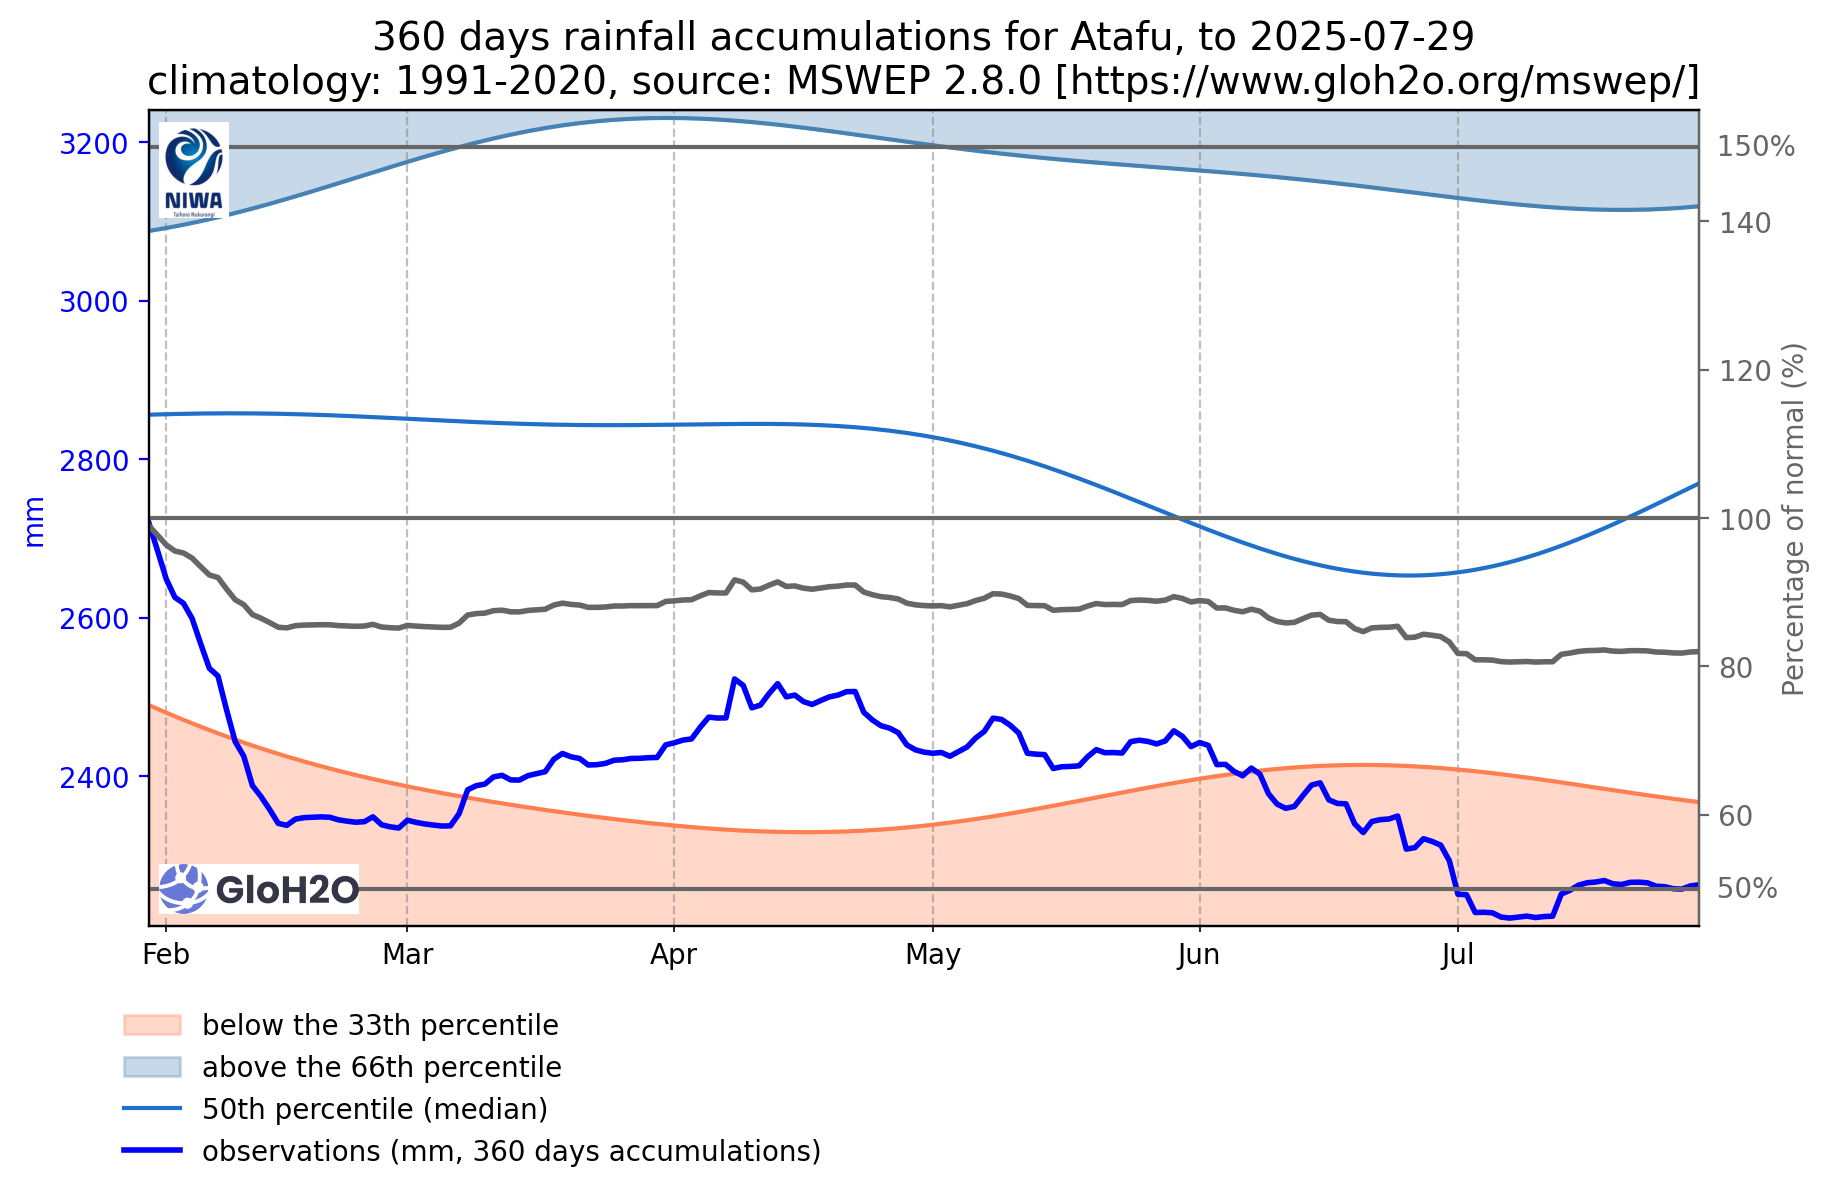 360 days rainfall accumulations for Atafu, to 2025-07-29
climatology: 1991-2020, source: MSWEP 2.8.0 [https://www.gloh2o.org/mswep/]
3200
3000
2800
2600
2400
mm
150%
140
120
100
80
60
50%
Percentage of normal (%)
NIWA
Taihoro Nukurangi
GloH2O
Feb
Mar
Apr
May
Jun
Jul
below the 33th percentile
above the 66th percentile
50th percentile (median)
observations (mm, 360 days accumulations)